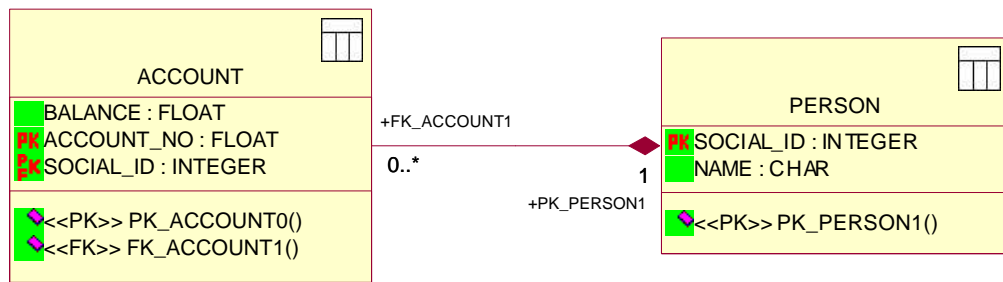 ACCOUNT
BALANCE : FLOAT
PK ACCOUNT_NO : FLOAT
PFK SOCIAL_ID : INTEGER
<<PK>> PK_ACCOUNT0()
<<FK>> FK_ACCOUNT1()
+FK_ACCOUNT1
0..*
1
+PK_PERSON1
PERSON
PK SOCIAL_ID : INTEGER
NAME : CHAR
<<PK>> PK_PERSON1()